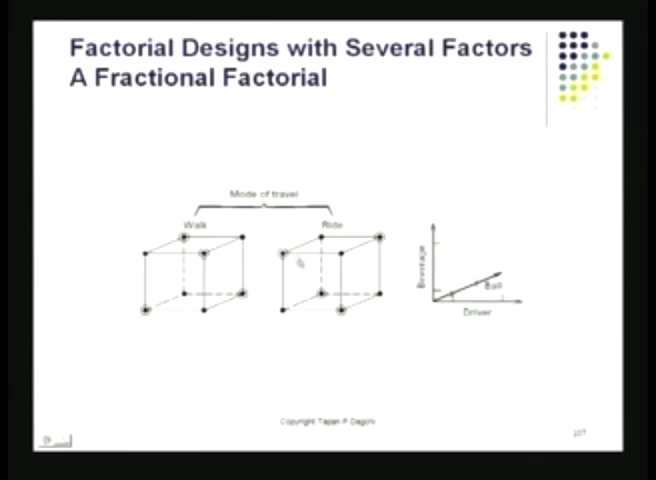 Factorial Designs with Several Factors
A Fractional Factorial
Mode of travel
Walk
Ride
Beverage
Ball
Driver
Copyright Tapan P Bagchi